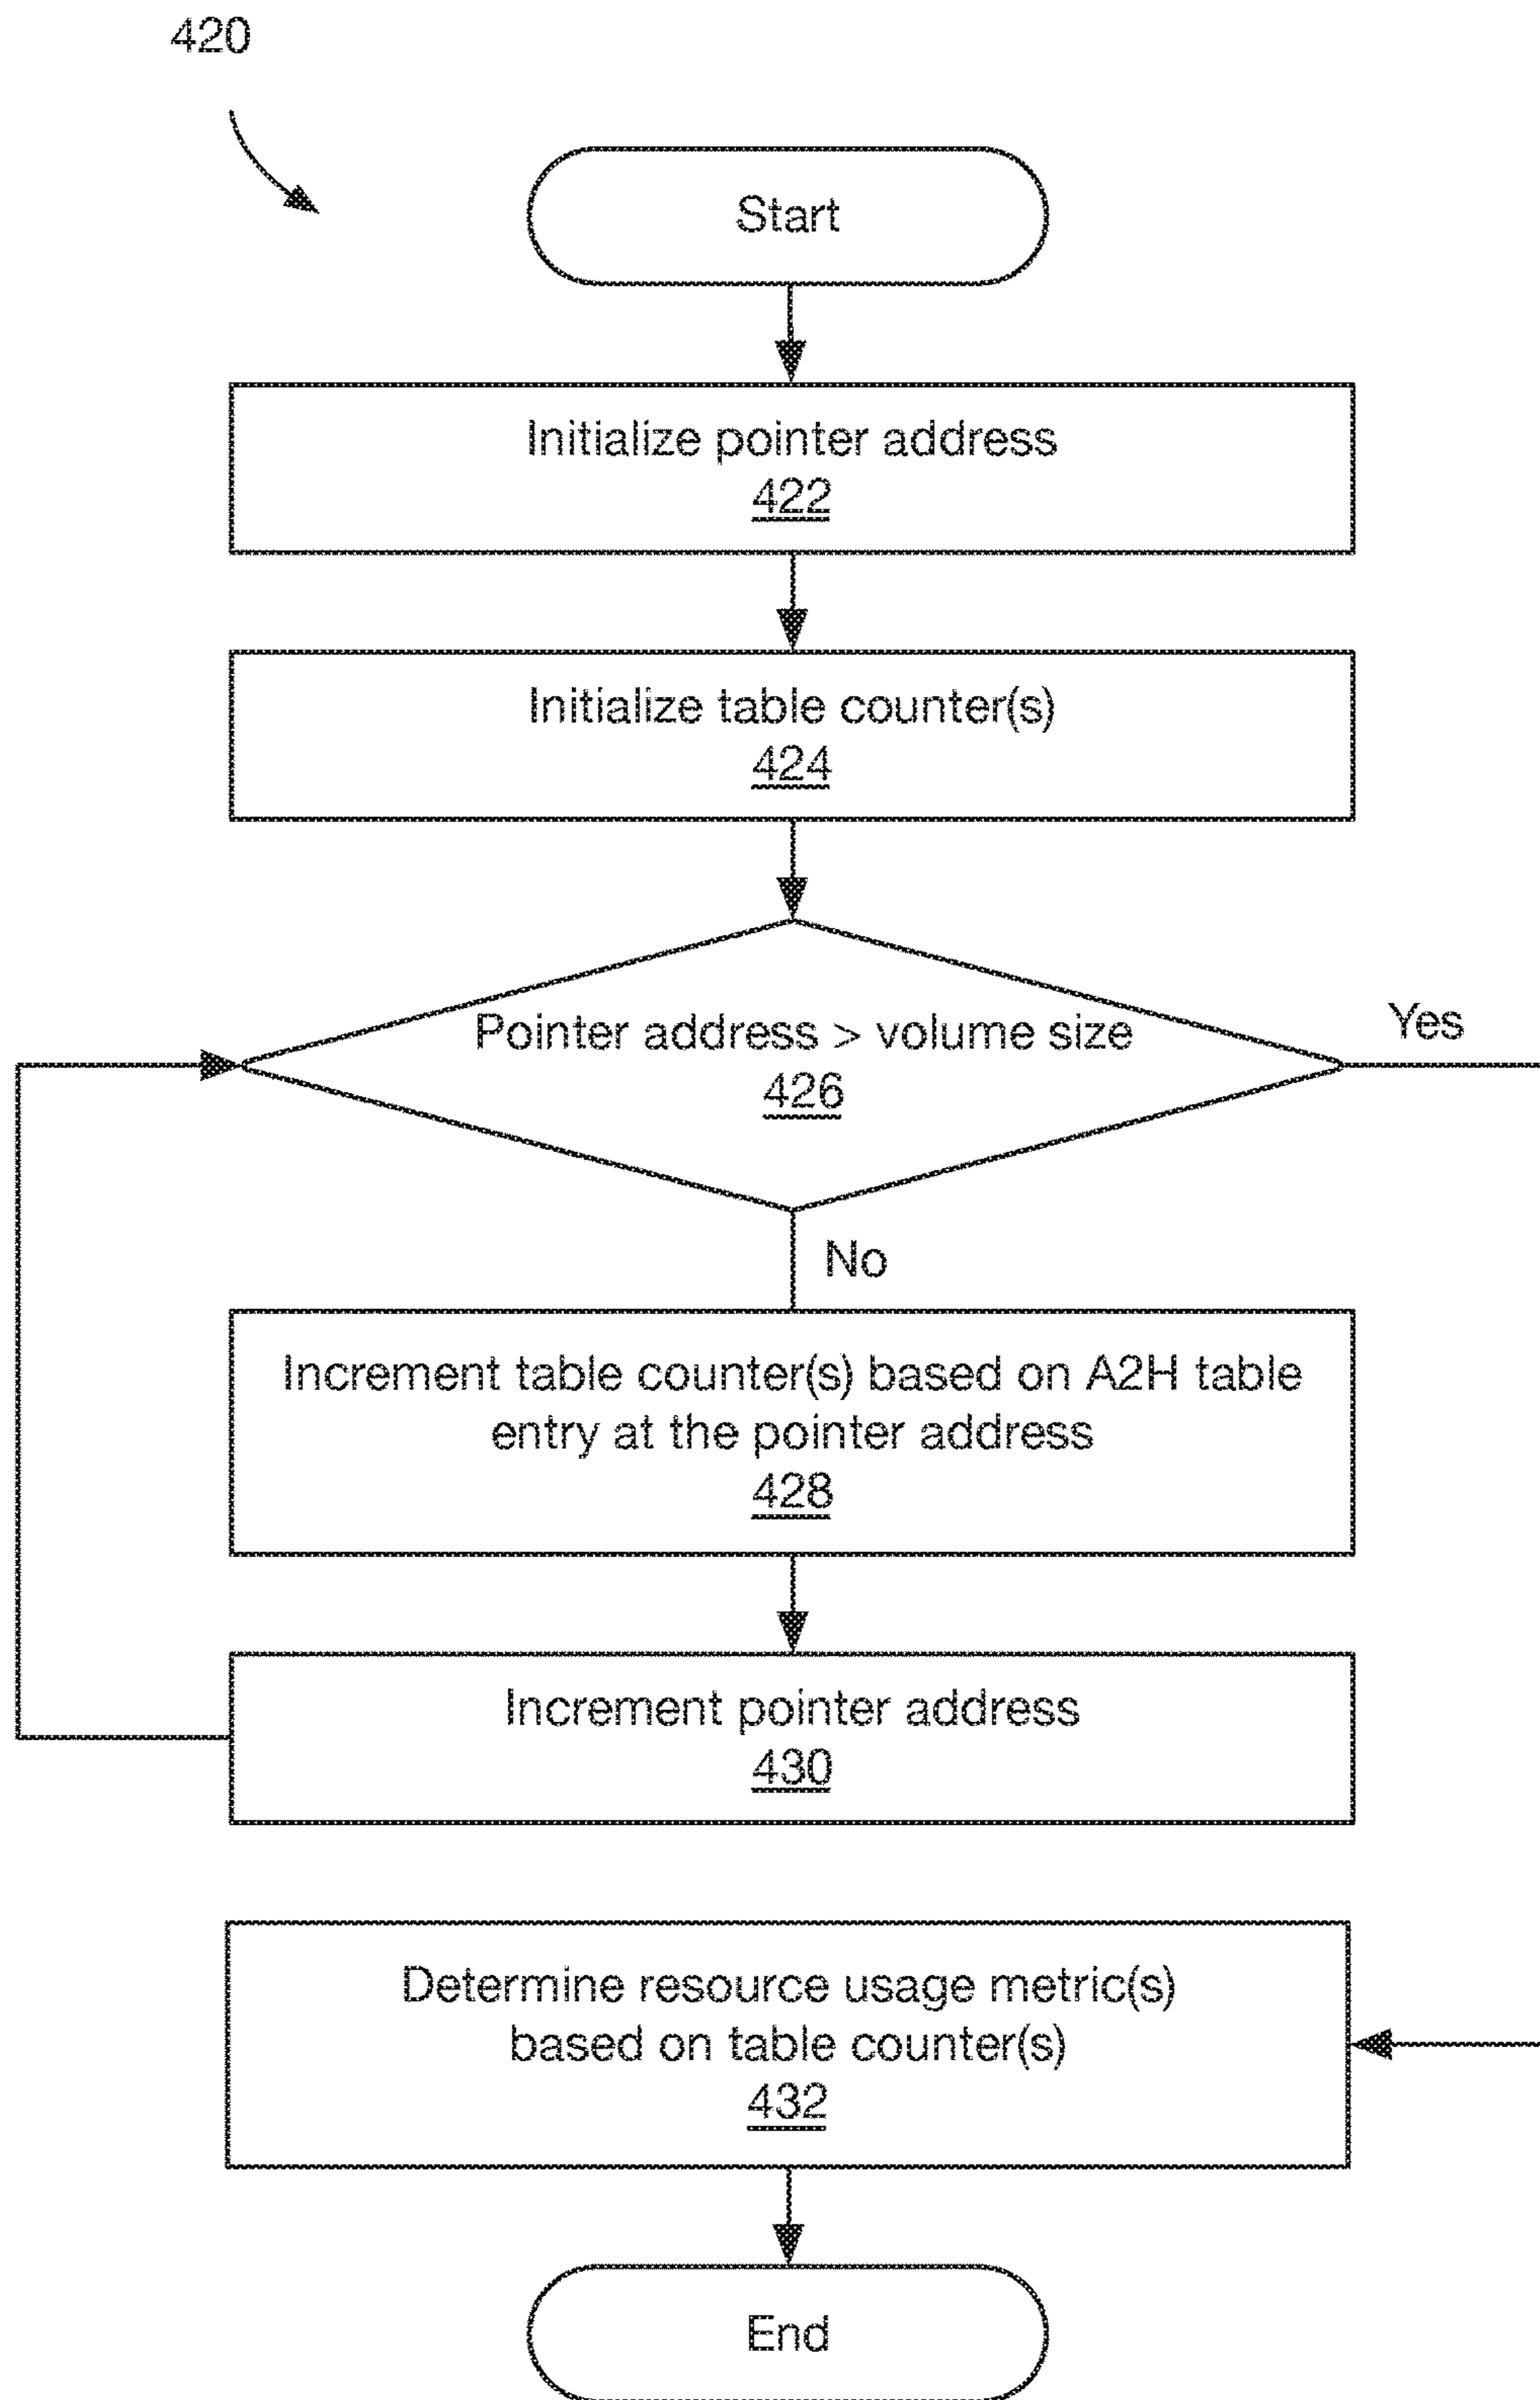 420
Start
Initialize pointer address
422
Initialize table counter(s)
424
Pointer address > volume size
426
Yes
No
Increment table counter(s) based on A2H table
entry at the pointer address
428
Increment pointer address
430
Determine resource usage metric(s)
based on table counter(s)
432
End